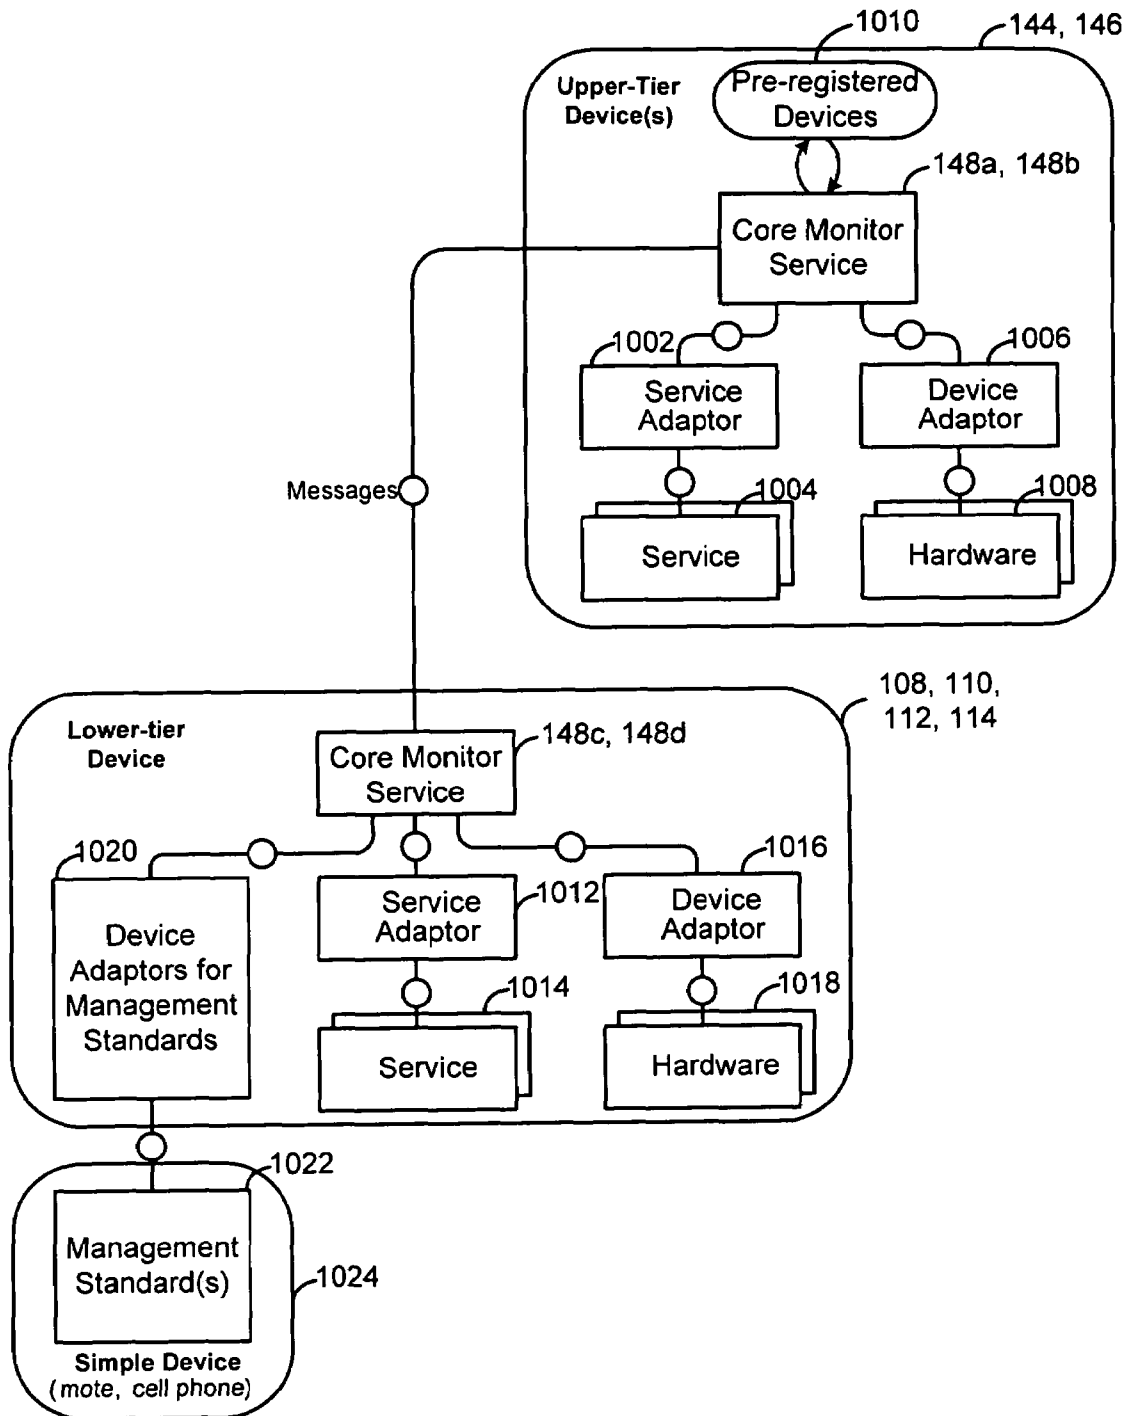 1010
144, 146
Upper-Tier
Device(s)
Pre-registered
Devices
148a, 148b
Core Monitor
Service
1002
1006
Service
Adaptor
Device
Adaptor
Messages
1004
1008
Service
Hardware
108, 110,
112, 114
Lower-tier
Device
148c, 148d
Core Monitor
Service
1020
1016
1012
Service
Adaptor
Device
Adaptor
Device
Adaptors for
Management
Standards
1014
1018
Service
Hardware
1022
Management
Standard(s)
1024
Simple Device
(mote, cell phone)